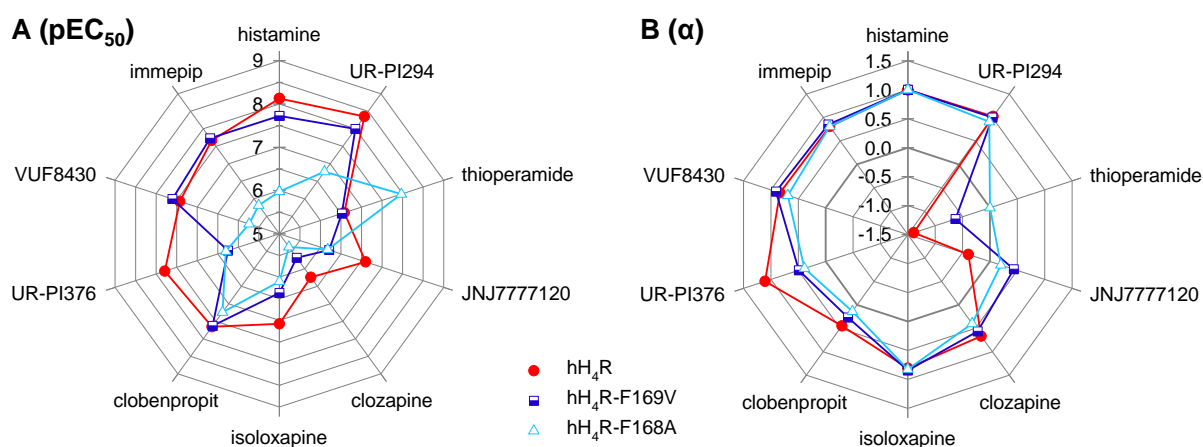 A (pEC₅₀)
histamine
UR-PI294
thioperamide
JNJ7777120
clozapine
isoloxapine
clobenpropit
UR-PI376
VUF8430
immepip
9
8
7
6
5
B (α)
histamine
UR-PI294
thioperamide
JNJ7777120
clozapine
isoloxapine
clobenpropit
UR-PI376
VUF8430
immepip
1.5
1.0
0.5
0.0
-0.5
-1.0
-1.5
hH₄R
hH₄R-F169V
hH₄R-F168A